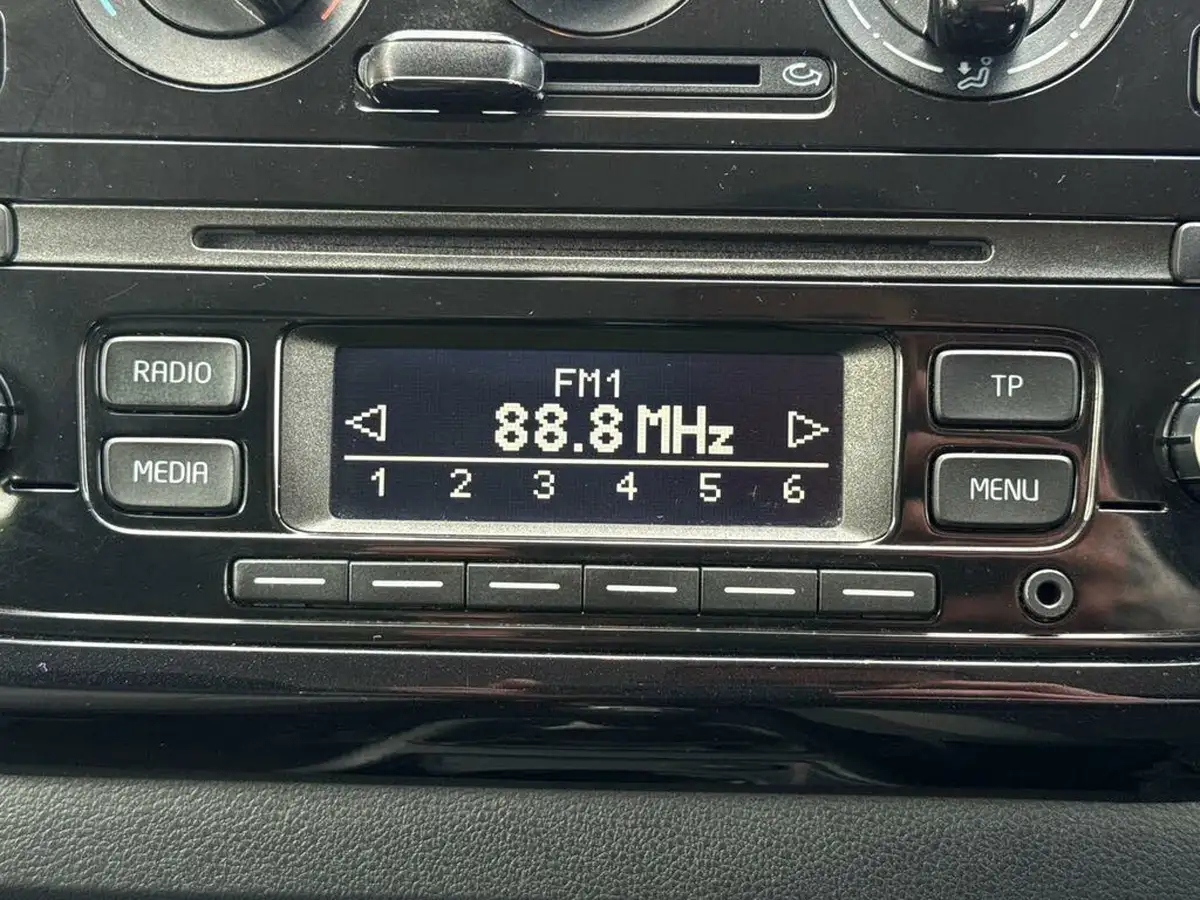 RADIO
MEDIA
FM1
88.8 MHz
1 2 3 4 5 6
TP
MENU